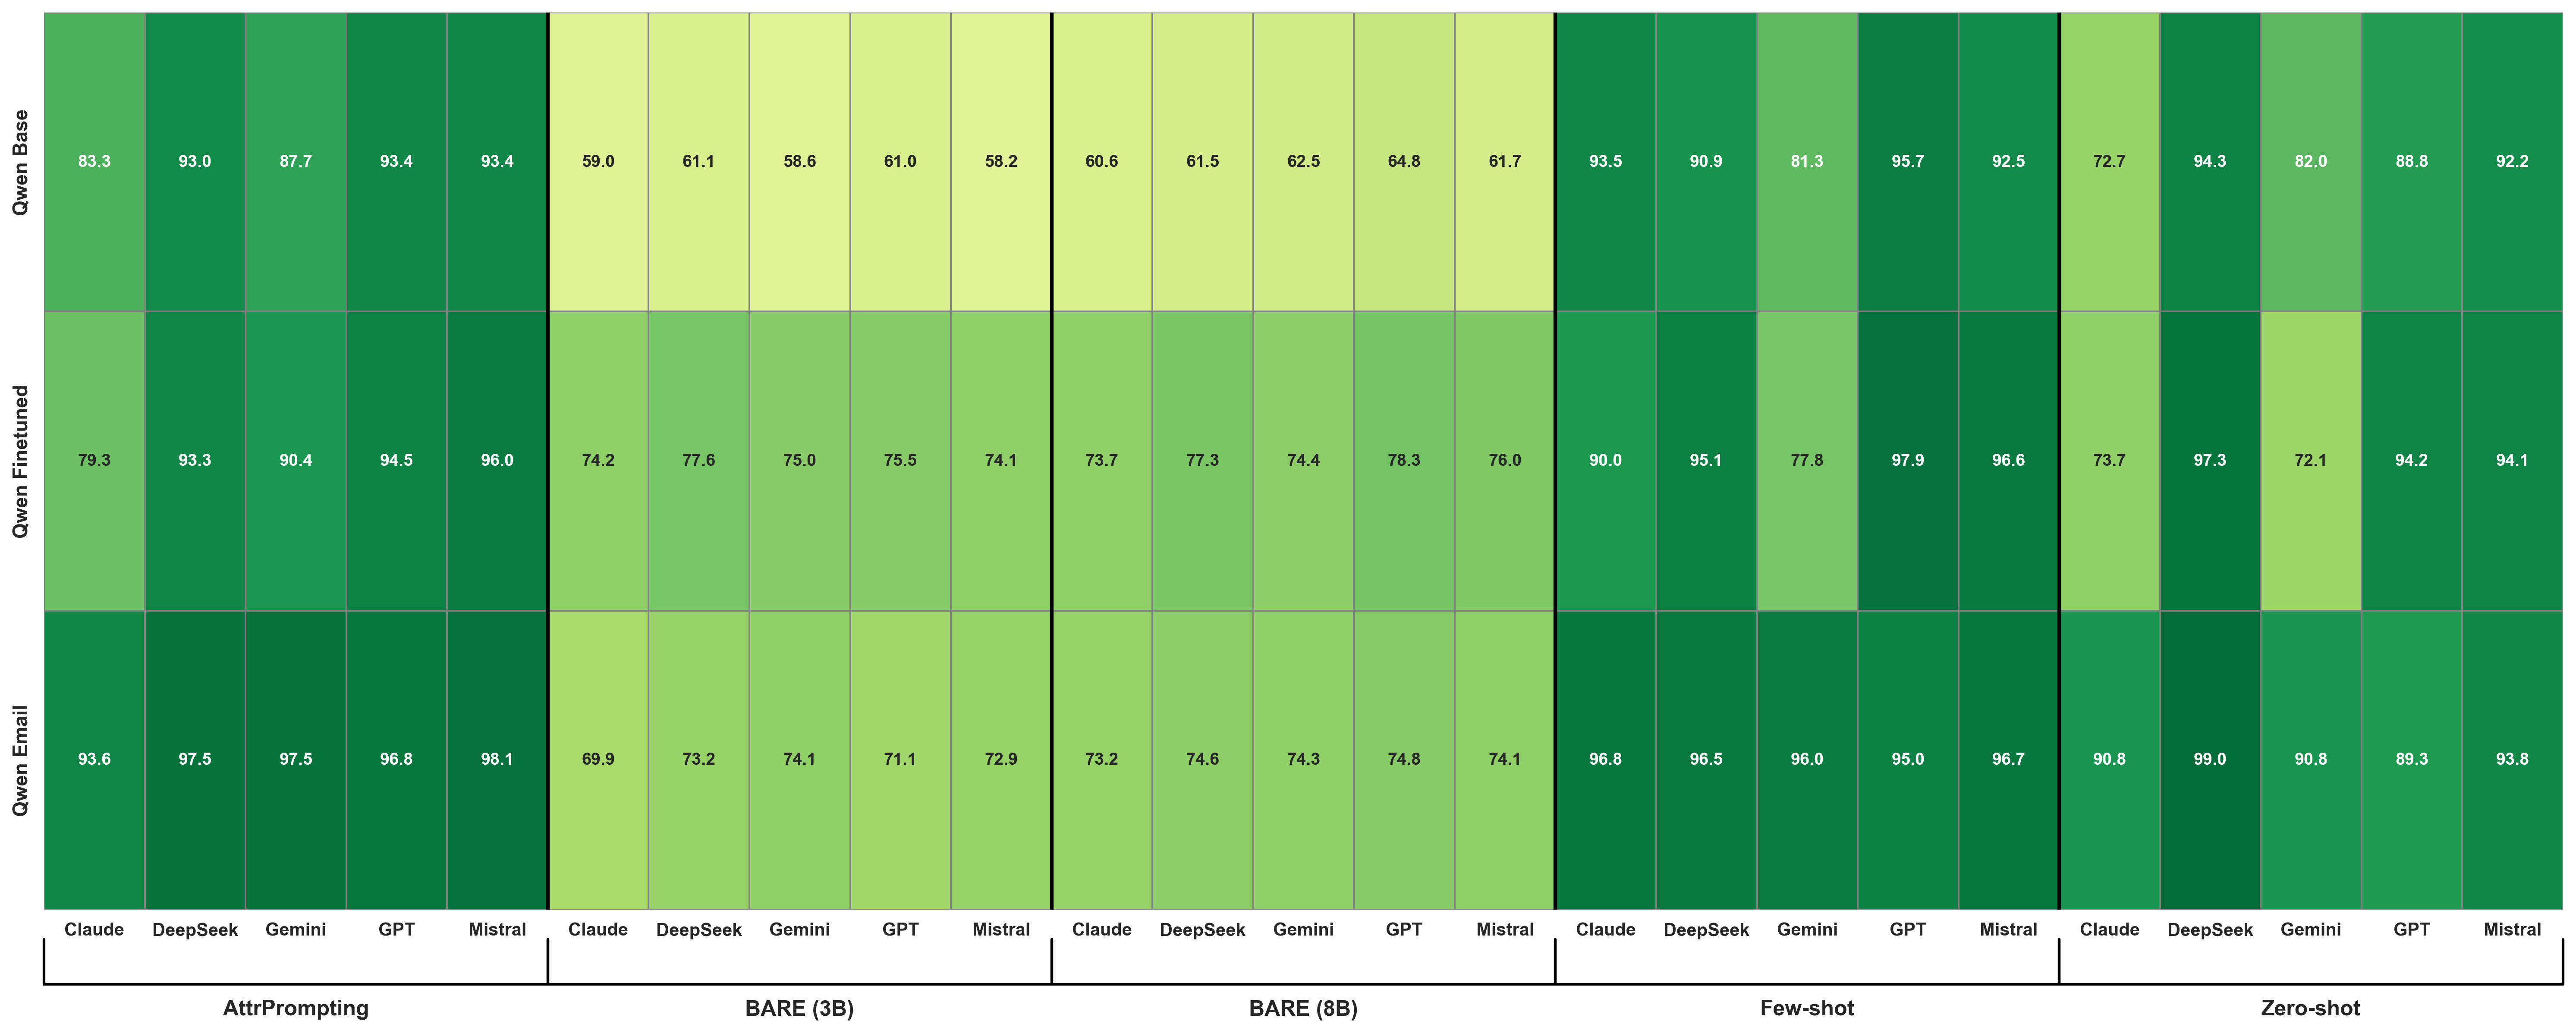 Qwen Base 83.3 93.0 87.7 93.4 93.4 59.0 61.1 58.6 61.0 58.2 60.6 61.5 62.5 64.8 61.7 93.5 90.9 81.3 95.7 92.5 72.7 94.3 82.0 88.8 92.2
Qwen Finetuned 79.3 93.3 90.4 94.5 96.0 74.2 77.6 75.0 75.5 74.1 73.7 77.3 74.4 78.3 76.0 90.0 95.1 77.8 97.9 96.6 73.7 97.3 72.1 94.2 94.1
Qwen Email 93.6 97.5 97.5 96.8 98.1 69.9 73.2 74.1 71.1 72.9 73.2 74.6 74.3 74.8 74.1 96.8 96.5 96.0 95.0 96.7 90.8 99.0 90.8 89.3 93.8
Claude DeepSeek Gemini GPT Mistral Claude DeepSeek Gemini GPT Mistral Claude DeepSeek Gemini GPT Mistral Claude DeepSeek Gemini GPT Mistral Claude DeepSeek Gemini GPT Mistral
AttrPrompting BARE (3B) BARE (8B) Few-shot Zero-shot